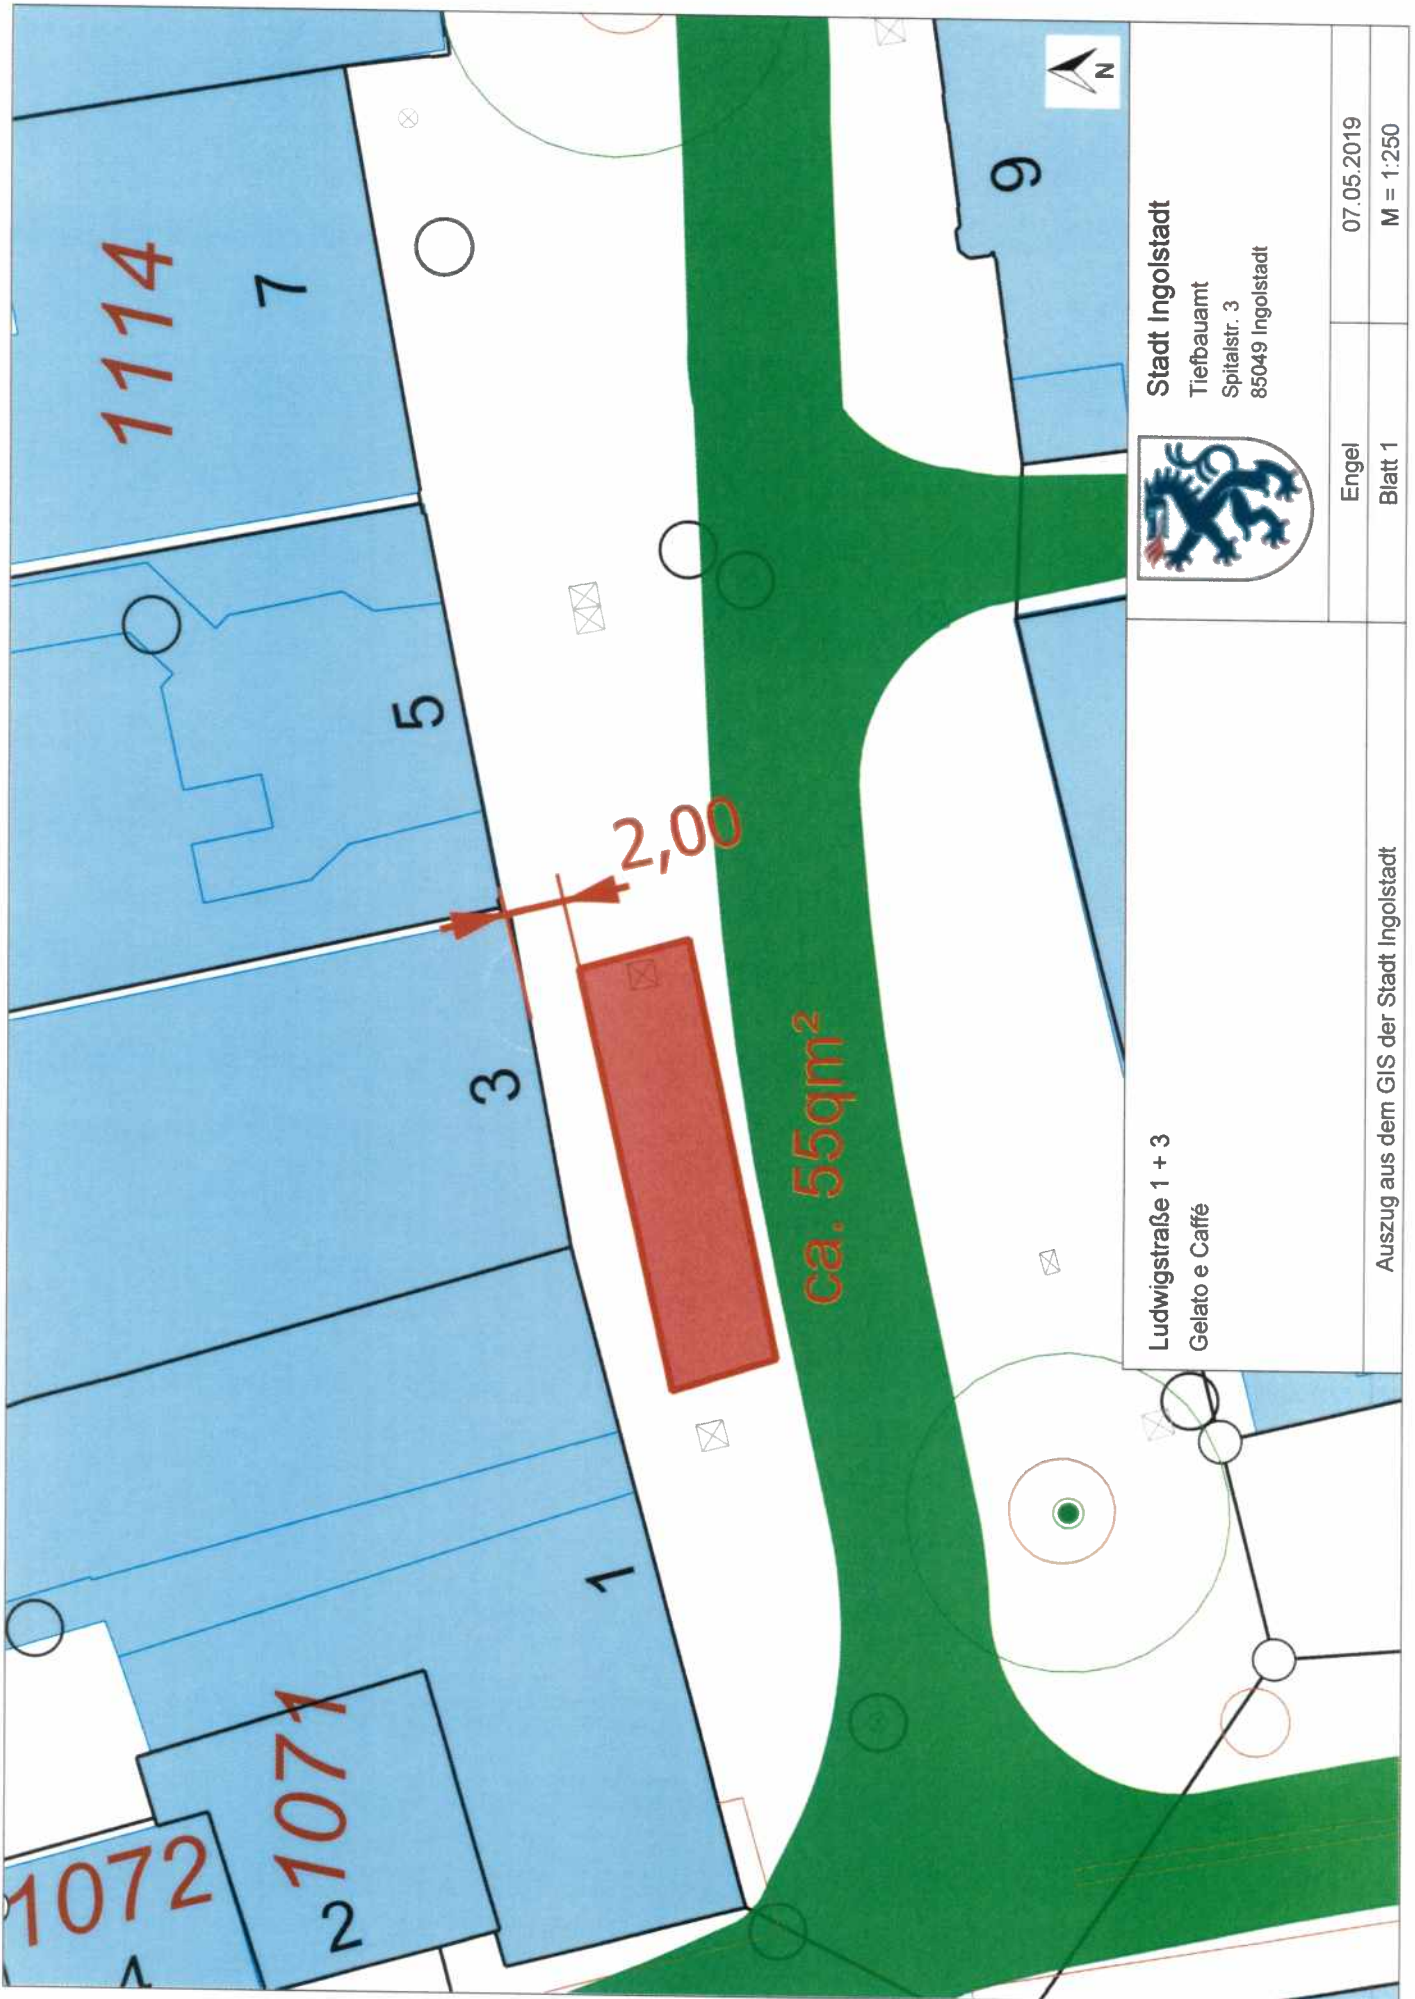 1114
7
5
3
1
1071
1072
2
9
2,00
ca. 55qm²
N
Ludwigstraße 1 + 3
Gelato e Caffé
Stadt Ingolstadt
Tiefbauamt
Spitalstr. 3
85049 Ingolstadt
Engel
07.05.2019
Auszug aus dem GIS der Stadt Ingolstadt
Blatt 1
M = 1:250